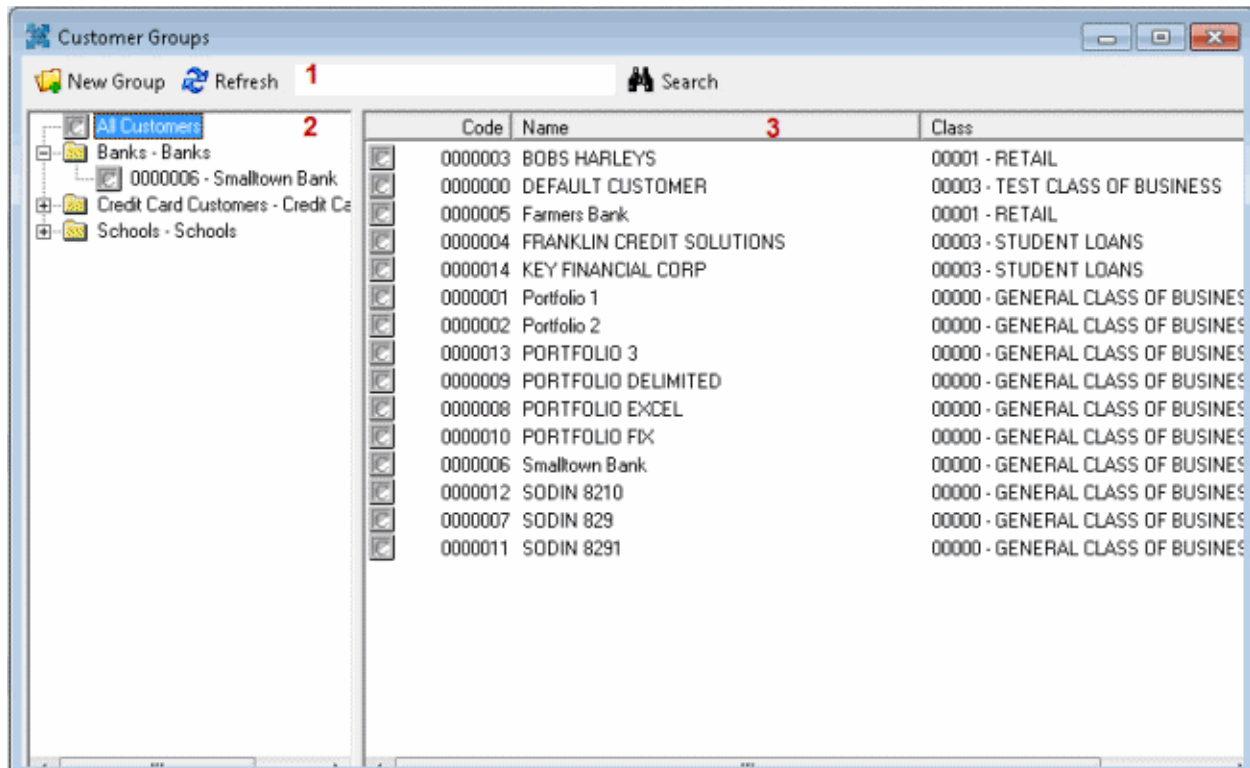 Customer Groups
New Group Refresh 1 Search
All Customers 2
Banks - Banks
0000006 - Smalltown Bank
Credit Card Customers - Credit Ca
Schools - Schools
Code Name 3 Class
0000003 BOBS HARLEYS 00001 - RETAIL
0000000 DEFAULT CUSTOMER 00003 - TEST CLASS OF BUSINESS
0000005 Farmers Bank 00001 - RETAIL
0000004 FRANKLIN CREDIT SOLUTIONS 00003 - STUDENT LOANS
0000014 KEY FINANCIAL CORP 00003 - STUDENT LOANS
0000001 Portfolio 1 00000 - GENERAL CLASS OF BUSINES
0000002 Portfolio 2 00000 - GENERAL CLASS OF BUSINES
0000013 PORTFOLIO 3 00000 - GENERAL CLASS OF BUSINES
0000009 PORTFOLIO DELIMITED 00000 - GENERAL CLASS OF BUSINES
0000008 PORTFOLIO EXCEL 00000 - GENERAL CLASS OF BUSINES
0000010 PORTFOLIO FIX 00000 - GENERAL CLASS OF BUSINES
0000006 Smalltown Bank 00000 - GENERAL CLASS OF BUSINES
0000012 SODIN 8210 00000 - GENERAL CLASS OF BUSINES
0000007 SODIN 829 00000 - GENERAL CLASS OF BUSINES
0000011 SODIN 8291 00000 - GENERAL CLASS OF BUSINES